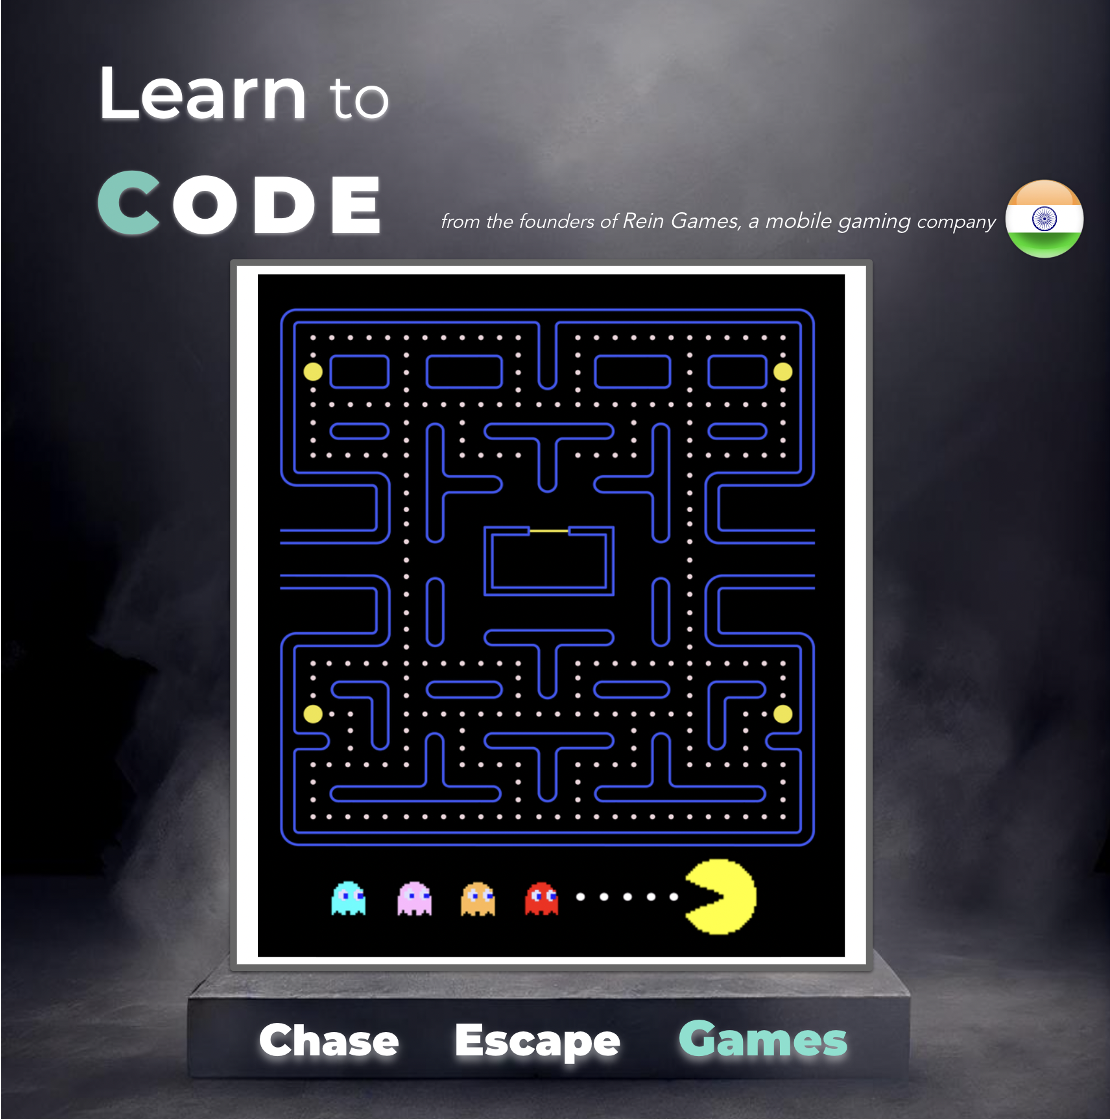 Learn to
CODE
from the founders of Rein Games, a mobile gaming company
Chase Escape Games